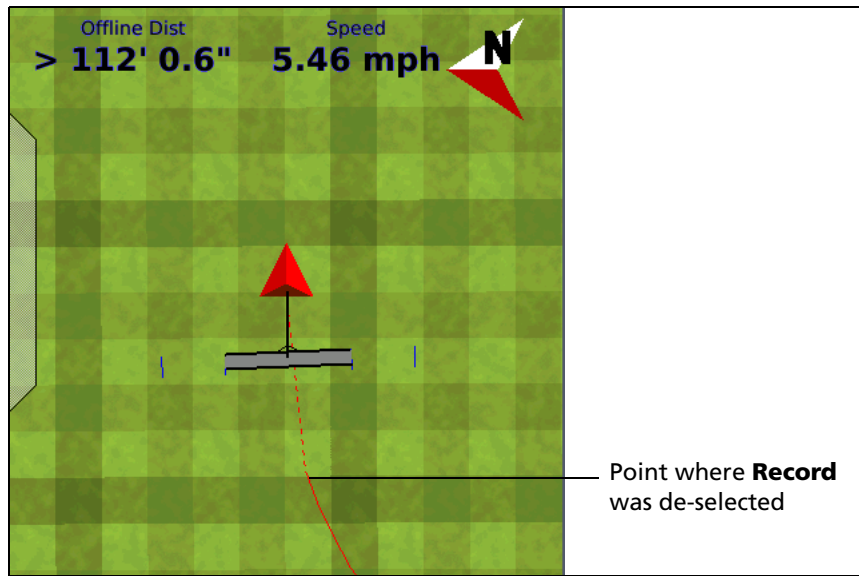 Offline Dist
> 112' 0.6"
Speed
5.46 mph
N
Point where Record
was de-selected